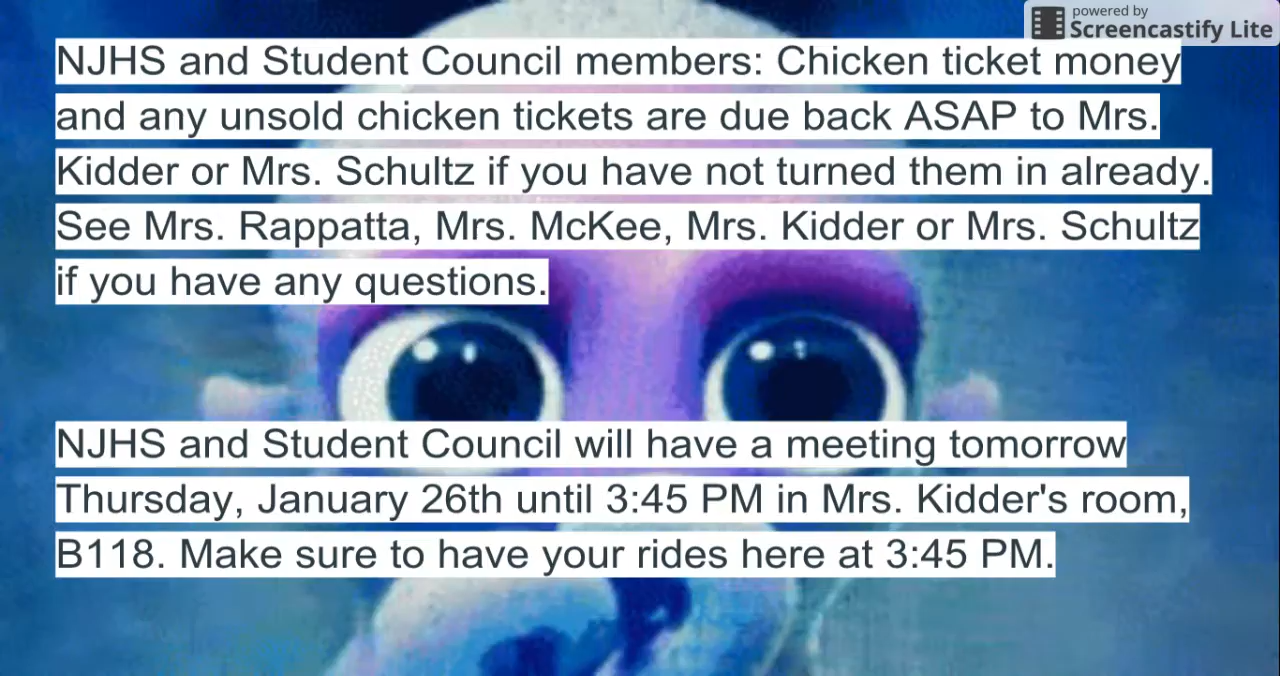 powered by
Screencastify Lite
NJHS and Student Council members: Chicken ticket money
and any unsold chicken tickets are due back ASAP to Mrs.
Kidder or Mrs. Schultz if you have not turned them in already.
See Mrs. Rappatta, Mrs. McKee, Mrs. Kidder or Mrs. Schultz
if you have any questions.
NJHS and Student Council will have a meeting tomorrow
Thursday, January 26th until 3:45 PM in Mrs. Kidder's room,
B118. Make sure to have your rides here at 3:45 PM.